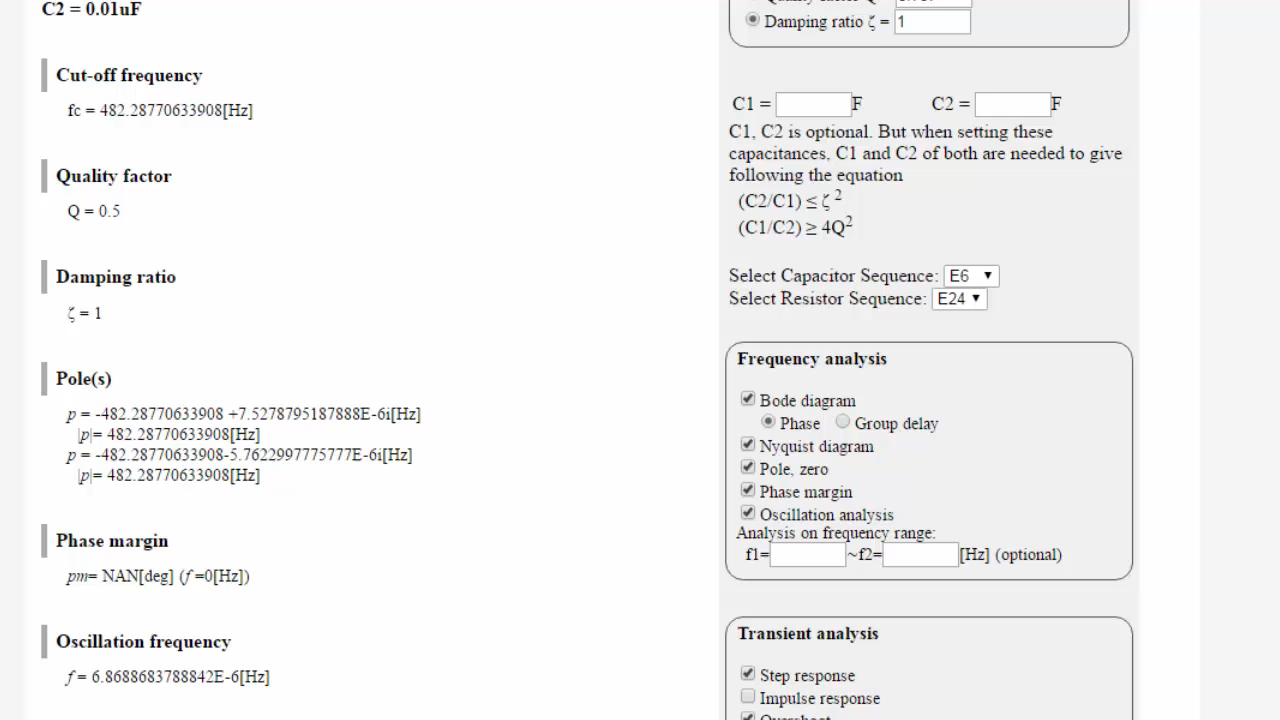 C2 = 0.01uF
Cut-off frequency
fc = 482.28770633908[Hz]
Quality factor
Q = 0.5
Damping ratio
ζ = 1
Pole(s)
p = -482.28770633908 +7.5278795187888E-6i[Hz]
|p|= 482.28770633908[Hz]
p = -482.28770633908-5.7622997775777E-6i[Hz]
|p|= 482.28770633908[Hz]
Phase margin
pm= NAN[deg] (f =0[Hz])
Oscillation frequency
f = 6.8688683788842E-6[Hz]
Damping ratio ζ = 1
C1 = F C2 = F
C1, C2 is optional. But when setting these
capacitances, C1 and C2 of both are needed to give
following the equation
(C2/C1) ≤ ζ²
(C1/C2) ≥ 4Q²
Select Capacitor Sequence: E6
Select Resistor Sequence: E24
Frequency analysis
Bode diagram
Phase Group delay
Nyquist diagram
Pole, zero
Phase margin
Oscillation analysis
Analysis on frequency range:
f1= ~f2= [Hz] (optional)
Transient analysis
Step response
Impulse response
Overshoot